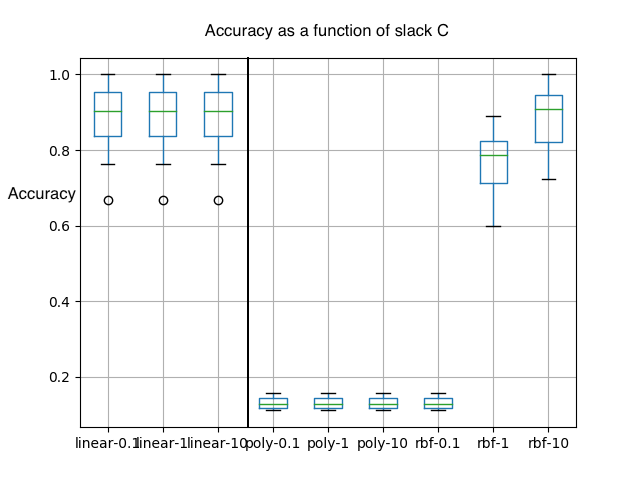 Accuracy as a function of slack C
1.0
0.8
Accuracy
0.6
0.4
0.2
linear-0.1 linear-1 linear-10 poly-0.1 poly-1 poly-10 rbf-0.1 rbf-1 rbf-10